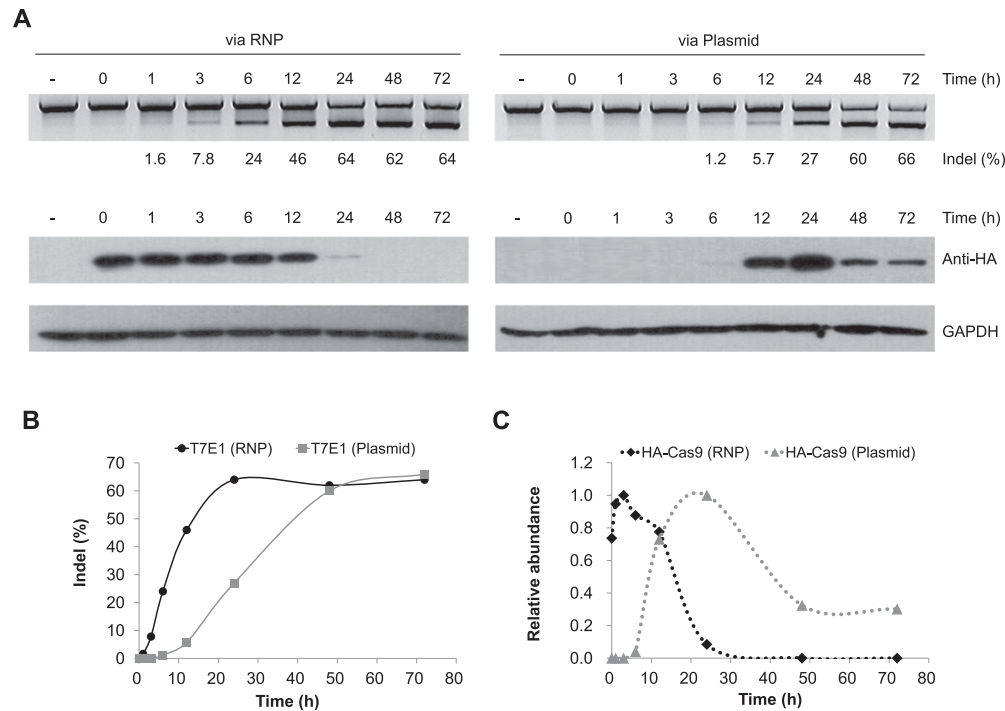 A
via RNP
via Plasmid
- 0 1 3 6 12 24 48 72
- 0 1 3 6 12 24 48 72 Time (h)
1.6 7.8 24 46 64 62 64
1.2 5.7 27 60 66 Indel (%)
- 0 1 3 6 12 24 48 72
- 0 1 3 6 12 24 48 72 Time (h)
Anti-HA
GAPDH
B
T7E1 (RNP) T7E1 (Plasmid)
70
60
50
40
30
20
10
0
Indel (%)
0 10 20 30 40 50 60 70 80
Time (h)
C
HA-Cas9 (RNP) HA-Cas9 (Plasmid)
1.2
1.0
0.8
0.6
0.4
0.2
0.0
Relative abundance
0 10 20 30 40 50 60 70 80
Time (h)